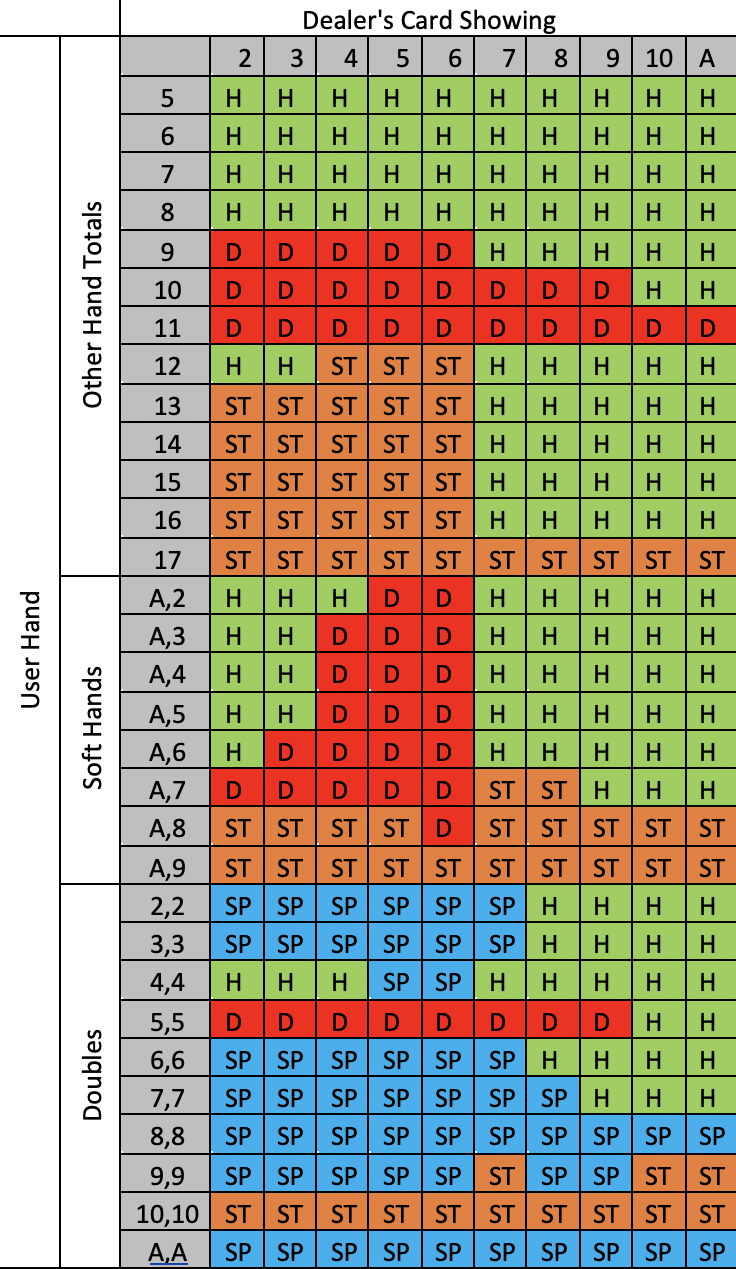 Dealer's Card Showing
2 3 4 5 6 7 8 9 10 A
User Hand
Other Hand Totals
5 H H H H H H H H H H
6 H H H H H H H H H H
7 H H H H H H H H H H
8 H H H H H H H H H H
9 D D D D D H H H H H
10 D D D D D D D D H H
11 D D D D D D D D D D
12 H H ST ST ST H H H H H
13 ST ST ST ST ST H H H H H
14 ST ST ST ST ST H H H H H
15 ST ST ST ST ST H H H H H
16 ST ST ST ST ST H H H H H
17 ST ST ST ST ST ST ST ST ST ST
Soft Hands
A,2 H H H D D H H H H H
A,3 H H D D D H H H H H
A,4 H H D D D H H H H H
A,5 H H D D D H H H H H
A,6 H D D D D H H H H H
A,7 D D D D D ST ST H H H
A,8 ST ST ST ST D ST ST ST ST ST
A,9 ST ST ST ST ST ST ST ST ST ST
Doubles
2,2 SP SP SP SP SP SP H H H H
3,3 SP SP SP SP SP SP H H H H
4,4 H H H SP SP H H H H H
5,5 D D D D D D D D H H
6,6 SP SP SP SP SP SP H H H H
7,7 SP SP SP SP SP SP SP H H H
8,8 SP SP SP SP SP SP SP SP SP SP
9,9 SP SP SP SP SP ST SP SP ST ST
10,10 ST ST ST ST ST ST ST ST ST ST
A,A SP SP SP SP SP SP SP SP SP SP